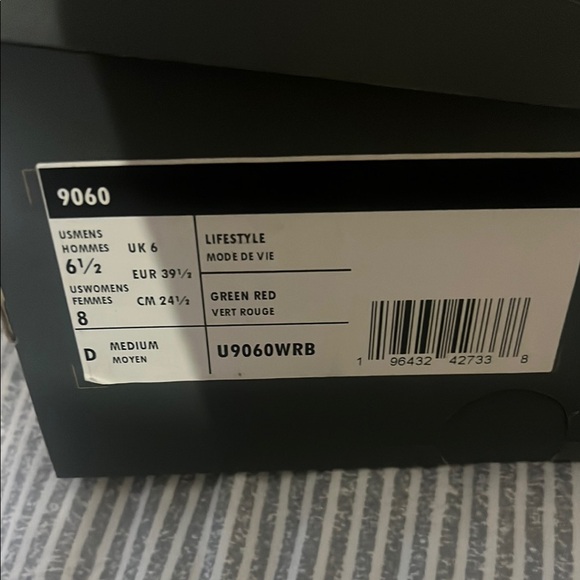 9060
USMENS
HOMMES UK 6
6½ EUR 39½
USWOMENS
FEMMES CM 24½
8
D MEDIUM
MOYEN
LIFESTYLE
MODE DE VIE
GREEN RED
VERT ROUGE
U9060WRB
1 96432 42733 8